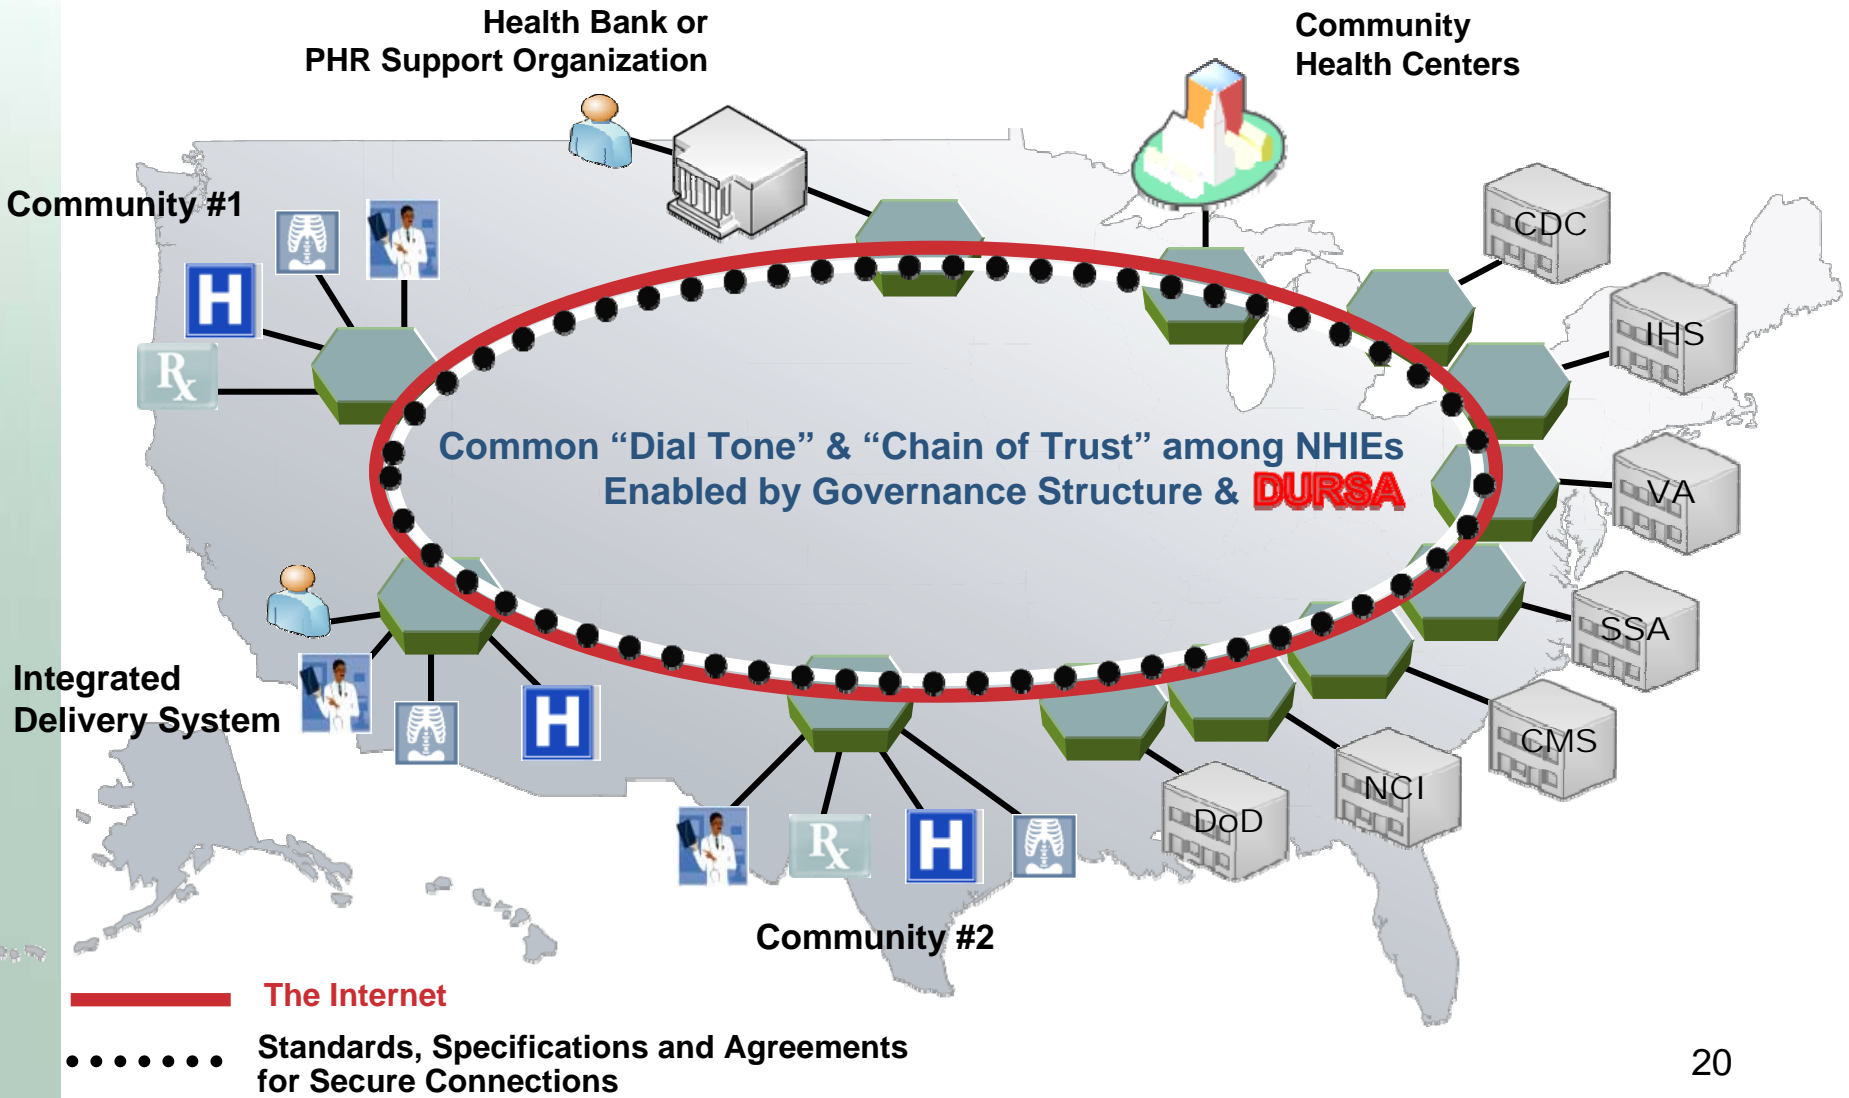 Health Bank or
PHR Support Organization
Community
Health Centers
Community #1
CDC
H
IHS
Rx
Common “Dial Tone” & “Chain of Trust” among NHIEs
Enabled by Governance Structure & DURSA
VA
SSA
Integrated
Delivery System
H
CMS
NCI
DoD
Rx
H
Community #2
The Internet
Standards, Specifications and Agreements
for Secure Connections
20